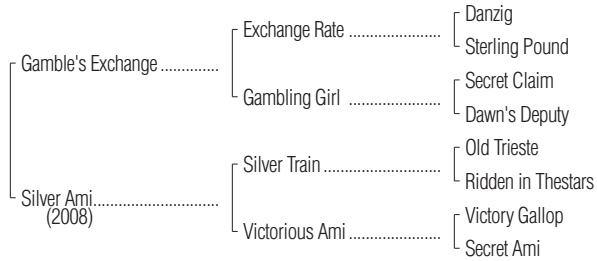 Danzig
Exchange Rate ......................
Sterling Pound
Gamble's Exchange ..............
Secret Claim
Gambling Girl ......................
Dawn's Deputy
Old Trieste
Silver Train ............................
Ridden in Thestars
Silver Ami..............................
(2008)
Victory Gallop
Victorious Ami ......................
Secret Ami